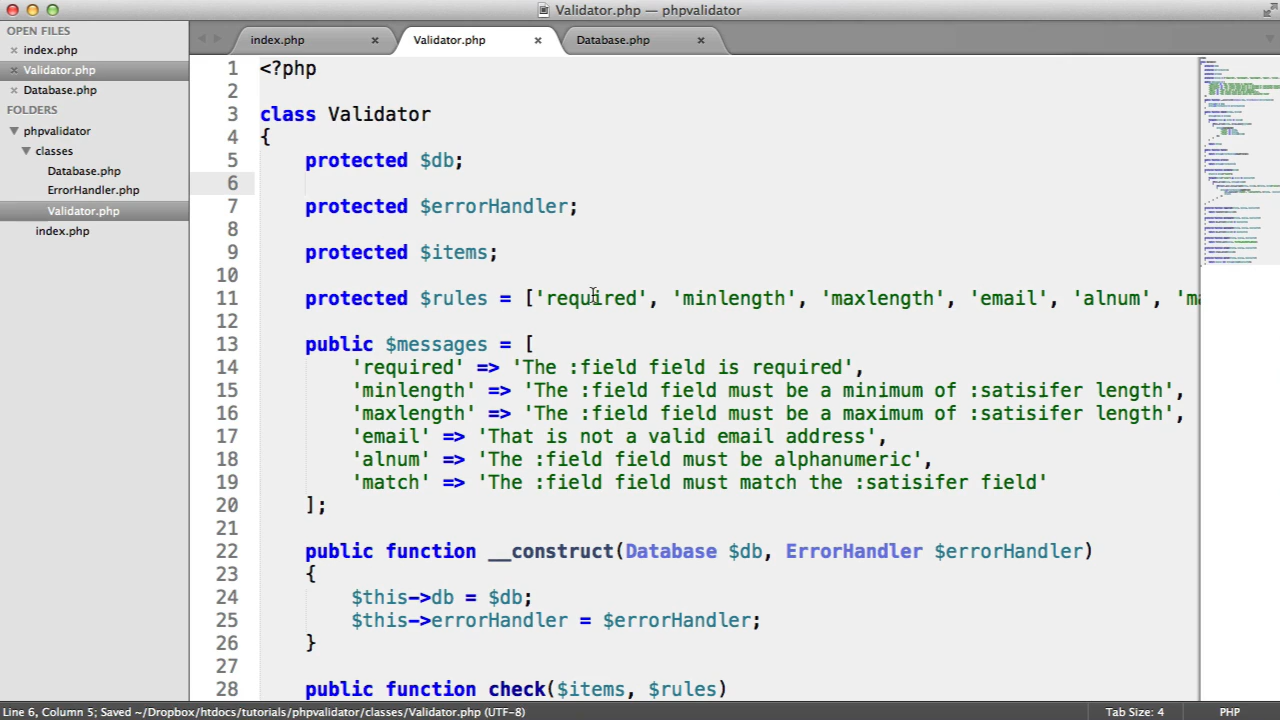 Validator.php — phpvalidator
OPEN FILES
index.php
Validator.php
Database.php
FOLDERS
phpvalidator
classes
Database.php
ErrorHandler.php
Validator.php
index.php
index.php
Validator.php
Database.php
1 <?php
2
3 class Validator
4 {
5 protected $db;
6
7 protected $errorHandler;
8
9 protected $items;
10
11 protected $rules = ['required', 'minlength', 'maxlength', 'email', 'alnum', 'ma
12
13 public $messages = [
14 'required' => 'The :field field is required',
15 'minlength' => 'The :field field must be a minimum of :satisifer length',
16 'maxlength' => 'The :field field must be a maximum of :satisifer length',
17 'email' => 'That is not a valid email address',
18 'alnum' => 'The :field field must be alphanumeric',
19 'match' => 'The :field field must match the :satisifer field'
20 ];
21
22 public function __construct(Database $db, ErrorHandler $errorHandler)
23 {
24 $this->db = $db;
25 $this->errorHandler = $errorHandler;
26 }
27
28 public function check($items, $rules)
Line 6, Column 5; Saved ~/Dropbox/htdocs/tutorials/phpvalidator/classes/Validator.php (UTF-8)
Tab Size: 4
PHP